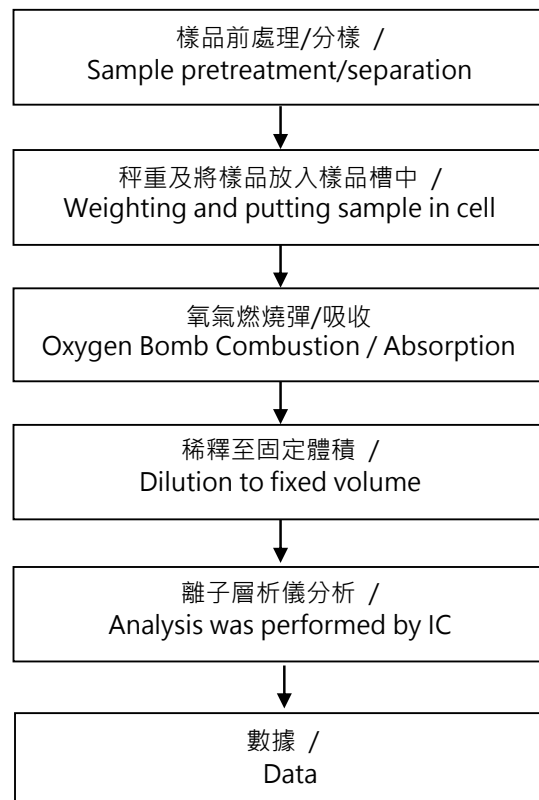 樣品前處理/分樣 /
Sample pretreatment/separation
秤重及將樣品放入樣品槽中 /
Weighting and putting sample in cell
氧氣燃燒彈/吸收
Oxygen Bomb Combustion / Absorption
稀釋至固定體積 /
Dilution to fixed volume
離子層析儀分析 /
Analysis was performed by IC
數據 /
Data